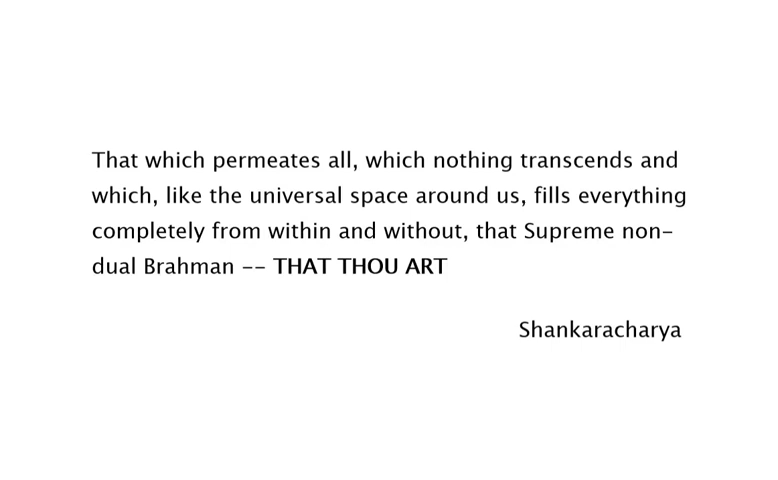 That which permeates all, which nothing transcends and
which, like the universal space around us, fills everything
completely from within and without, that Supreme non-
dual Brahman -- THAT THOU ART
Shankaracharya